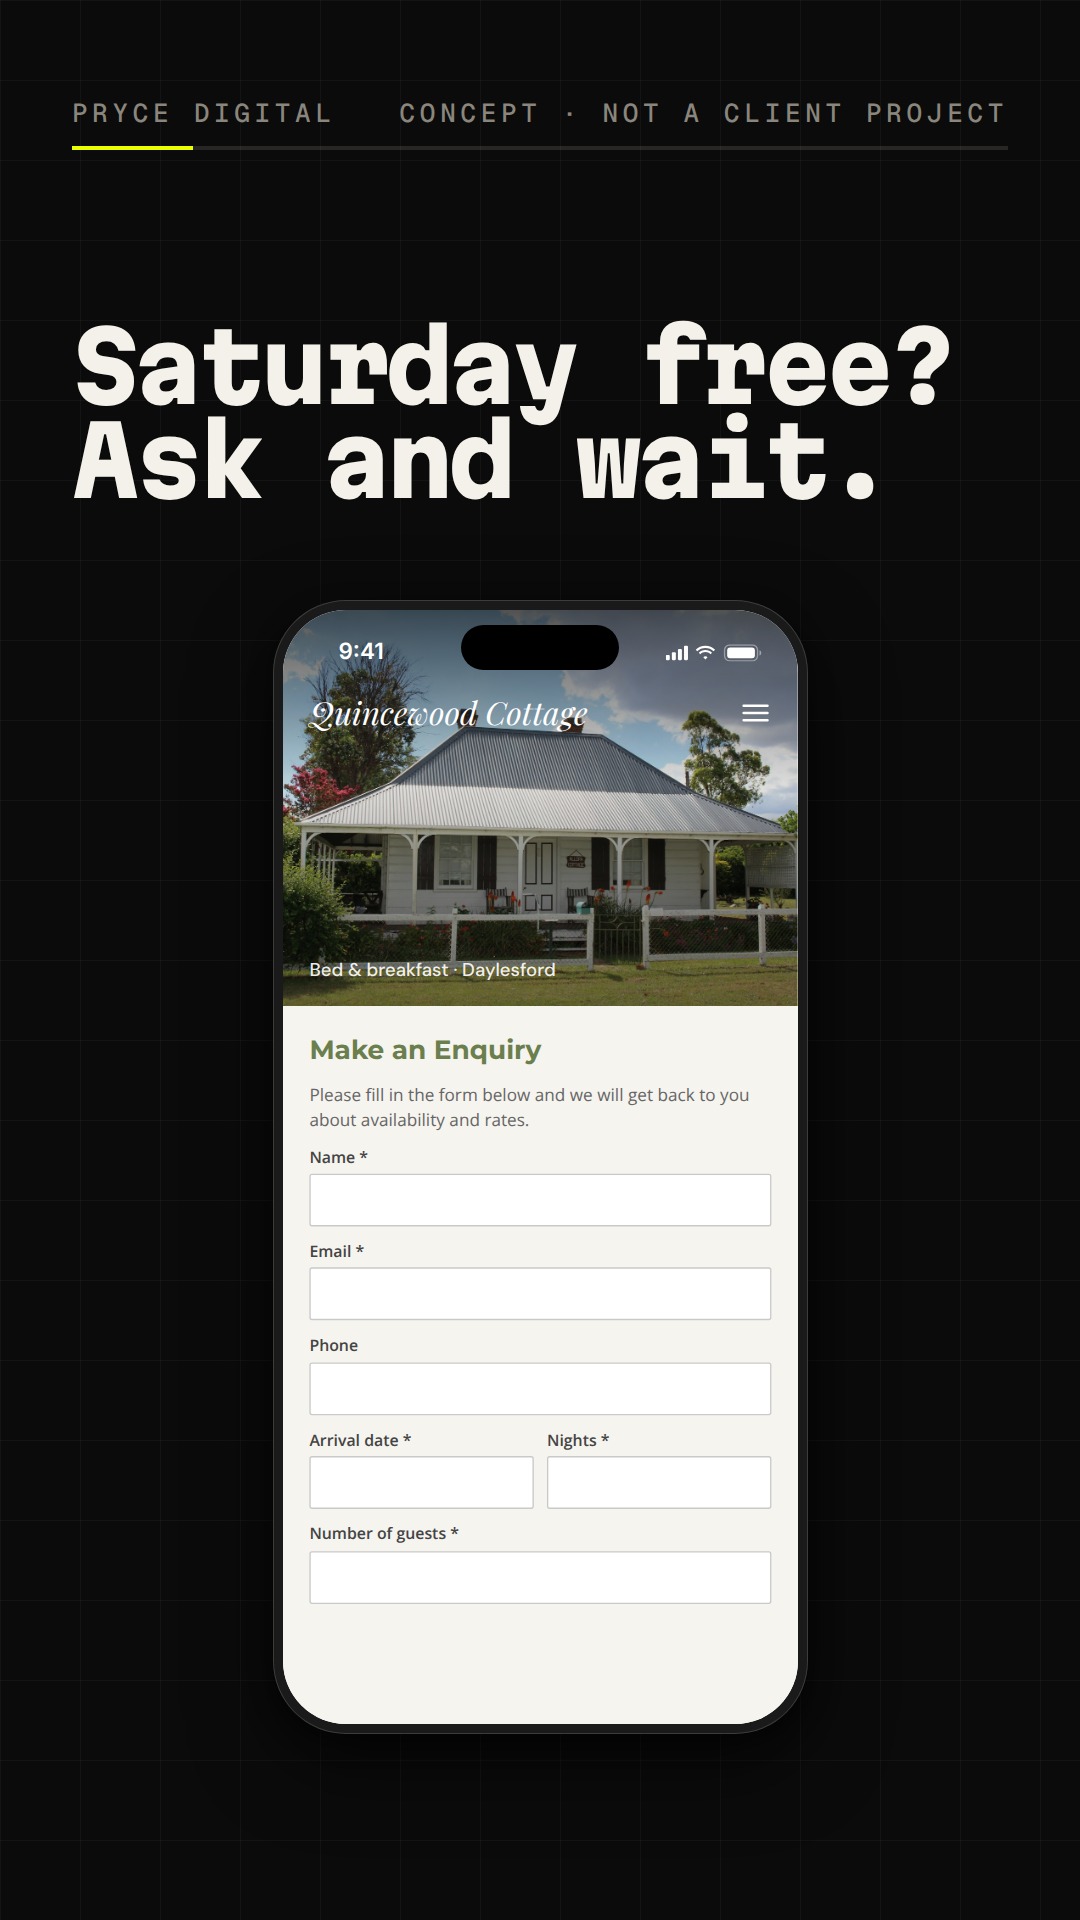 PRYCE DIGITAL CONCEPT · NOT A CLIENT PROJECT
Saturday free?
Ask and wait.
9:41
Quincewood Cottage
Bed & breakfast · Daylesford
Make an Enquiry
Please fill in the form below and we will get back to you
about availability and rates.
Name *
Email *
Phone
Arrival date * Nights *
Number of guests *